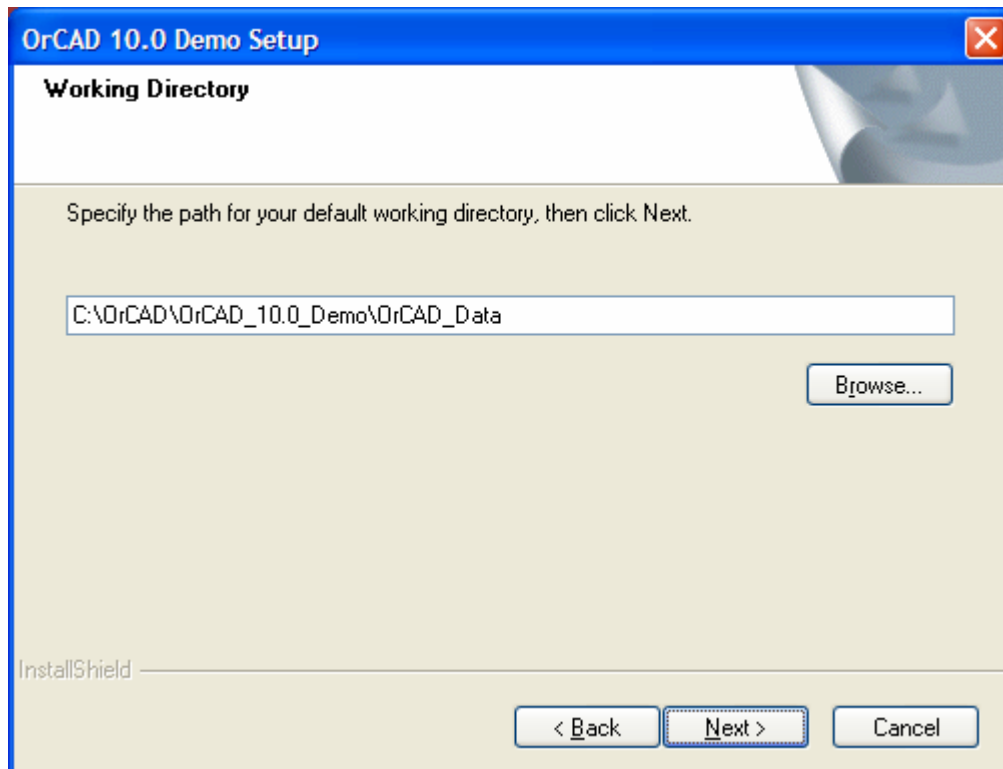 OrCAD 10.0 Demo Setup
Working Directory
Specify the path for your default working directory, then click Next.
C:\OrCAD\OrCAD_10.0_Demo\OrCAD_Data
Browse...
InstallShield
< Back Next > Cancel